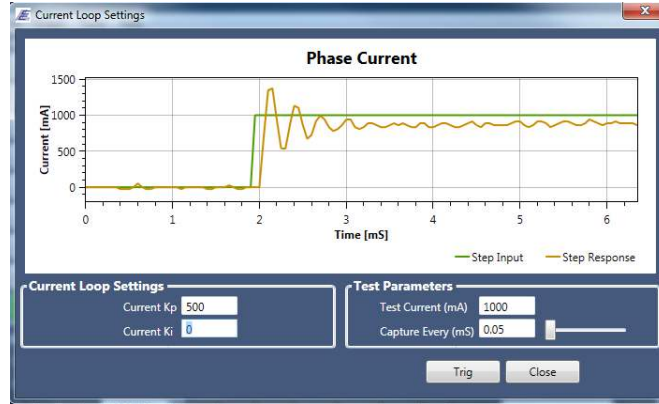 Current Loop Settings
Phase Current
1500
1000
500
0
Current [mA]
0 1 2 3 4 5 6
Time [mS]
Step Input Step Response
Current Loop Settings
Current Kp 500
Current Ki 0
Test Parameters
Test Current (mA) 1000
Capture Every (mS) 0.05
Trig Close